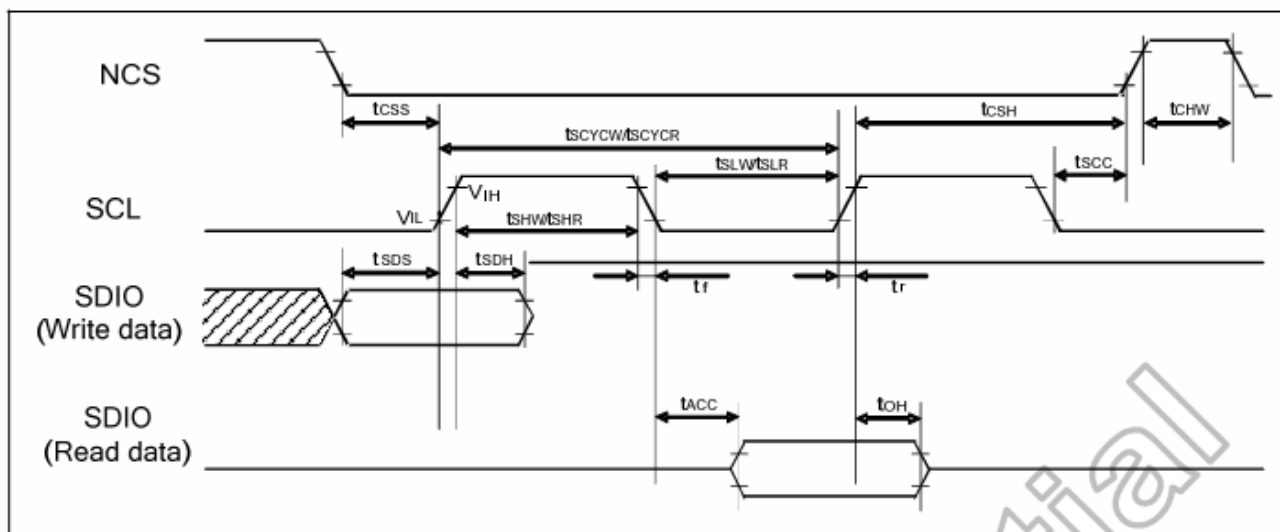 NCS
tCSS
tCSH
tCHW
tSCYCW/tSCYCR
tSLW/tSLR
tSCC
SCL
VIH
VIL
tSHW/tSHR
tSDS
tSDH
tf
tr
SDIO
(Write data)
tACC
tOH
SDIO
(Read data)